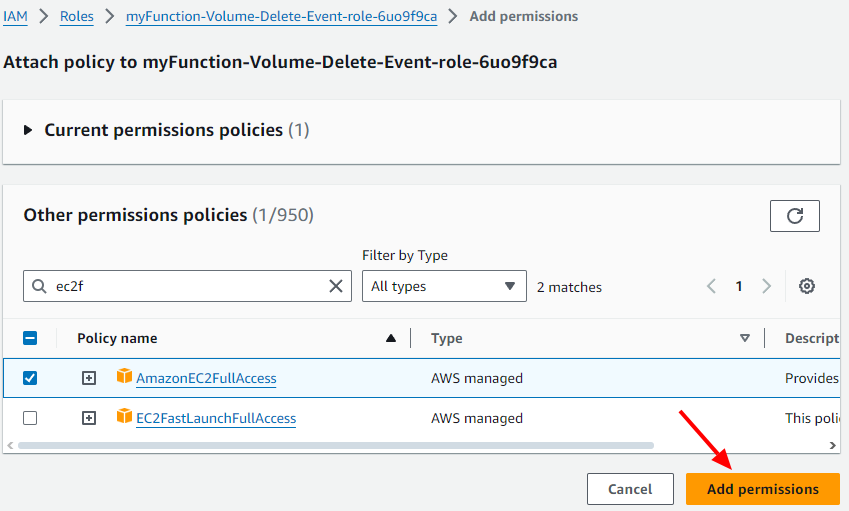 IAM > Roles > myFunction-Volume-Delete-Event-role-6uo9f9ca > Add permissions
Attach policy to myFunction-Volume-Delete-Event-role-6uo9f9ca
Current permissions policies (1)
Other permissions policies (1/950)
Filter by Type
ec2f
All types
2 matches
1
Policy name
Type
Descript
AmazonEC2FullAccess
AWS managed
Provides
EC2FastLaunchFullAccess
AWS managed
This poli
Cancel
Add permissions